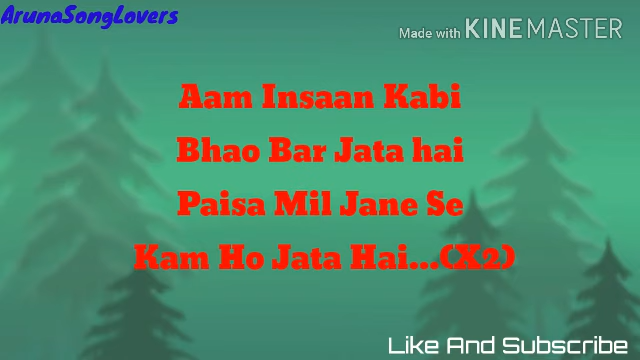 ArunaSongLovers
Made with KINEMASTER
Aam Insaan Kabi
Bhao Bar Jata hai
Paisa Mil Jane Se
Kam Ho Jata Hai...(X2)
Like And Subscribe